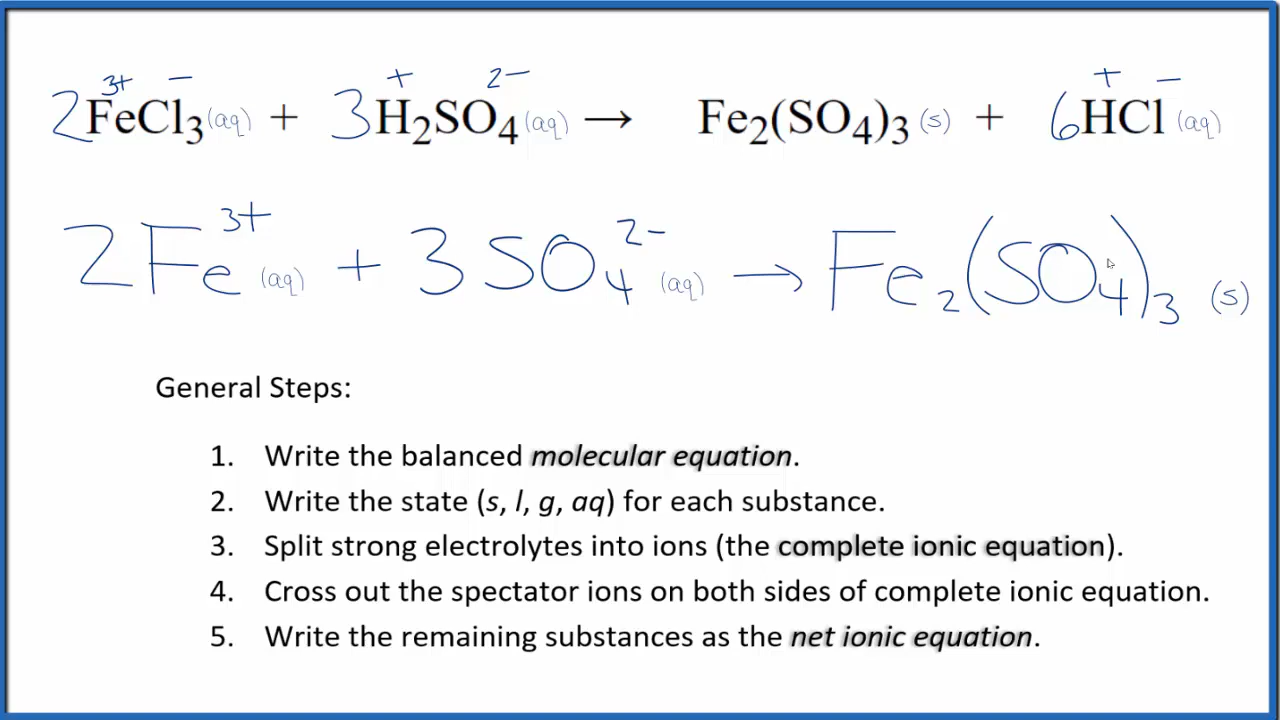 2FeCl₃(aq) + 3H₂SO₄(aq) → Fe₂(SO₄)₃(s) + 6HCl(aq)
3+ − + 2− + −
2Fe³⁺(aq) + 3SO₄²⁻(aq) → Fe₂(SO₄)₃(s)
General Steps:
1. Write the balanced molecular equation.
2. Write the state (s, l, g, aq) for each substance.
3. Split strong electrolytes into ions (the complete ionic equation).
4. Cross out the spectator ions on both sides of complete ionic equation.
5. Write the remaining substances as the net ionic equation.